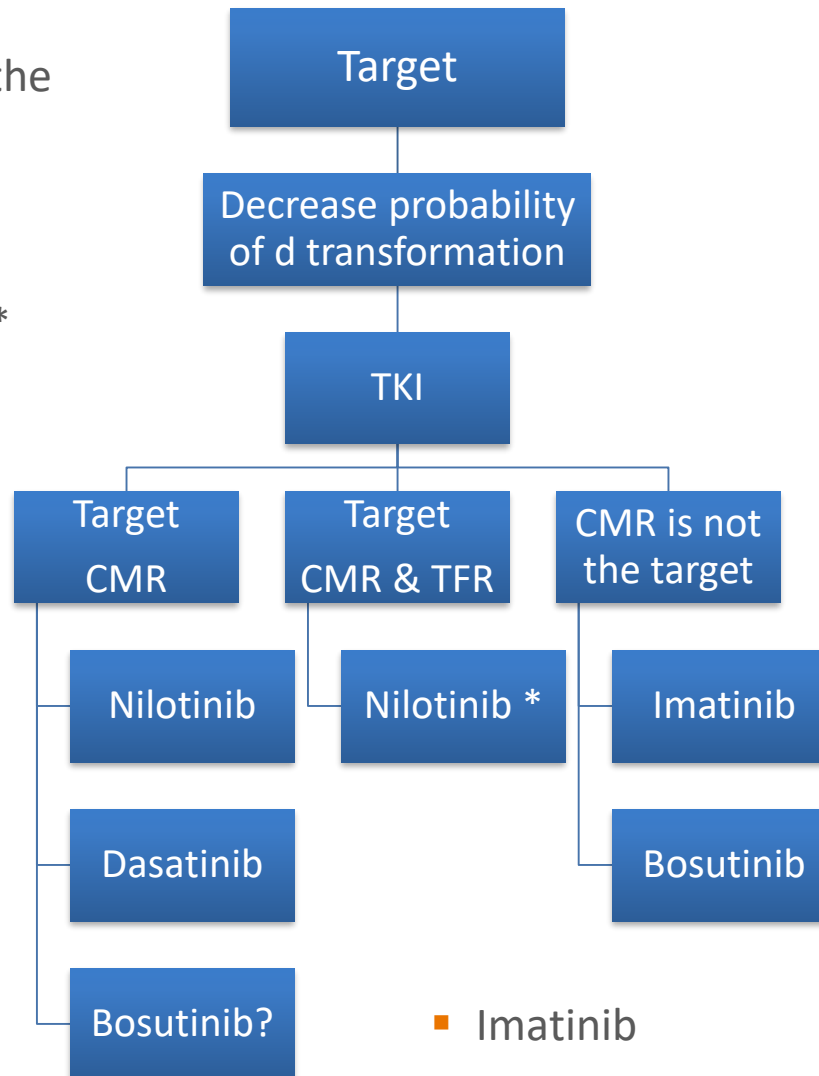 the
*
Target
Decrease probability
of d transformation
TKI
Target
CMR
Nilotinib
Dasatinib
Bosutinib?
Target
CMR & TFR
Nilotinib *
CMR is not
the target
Imatinib
Bosutinib
▪ Imatinib